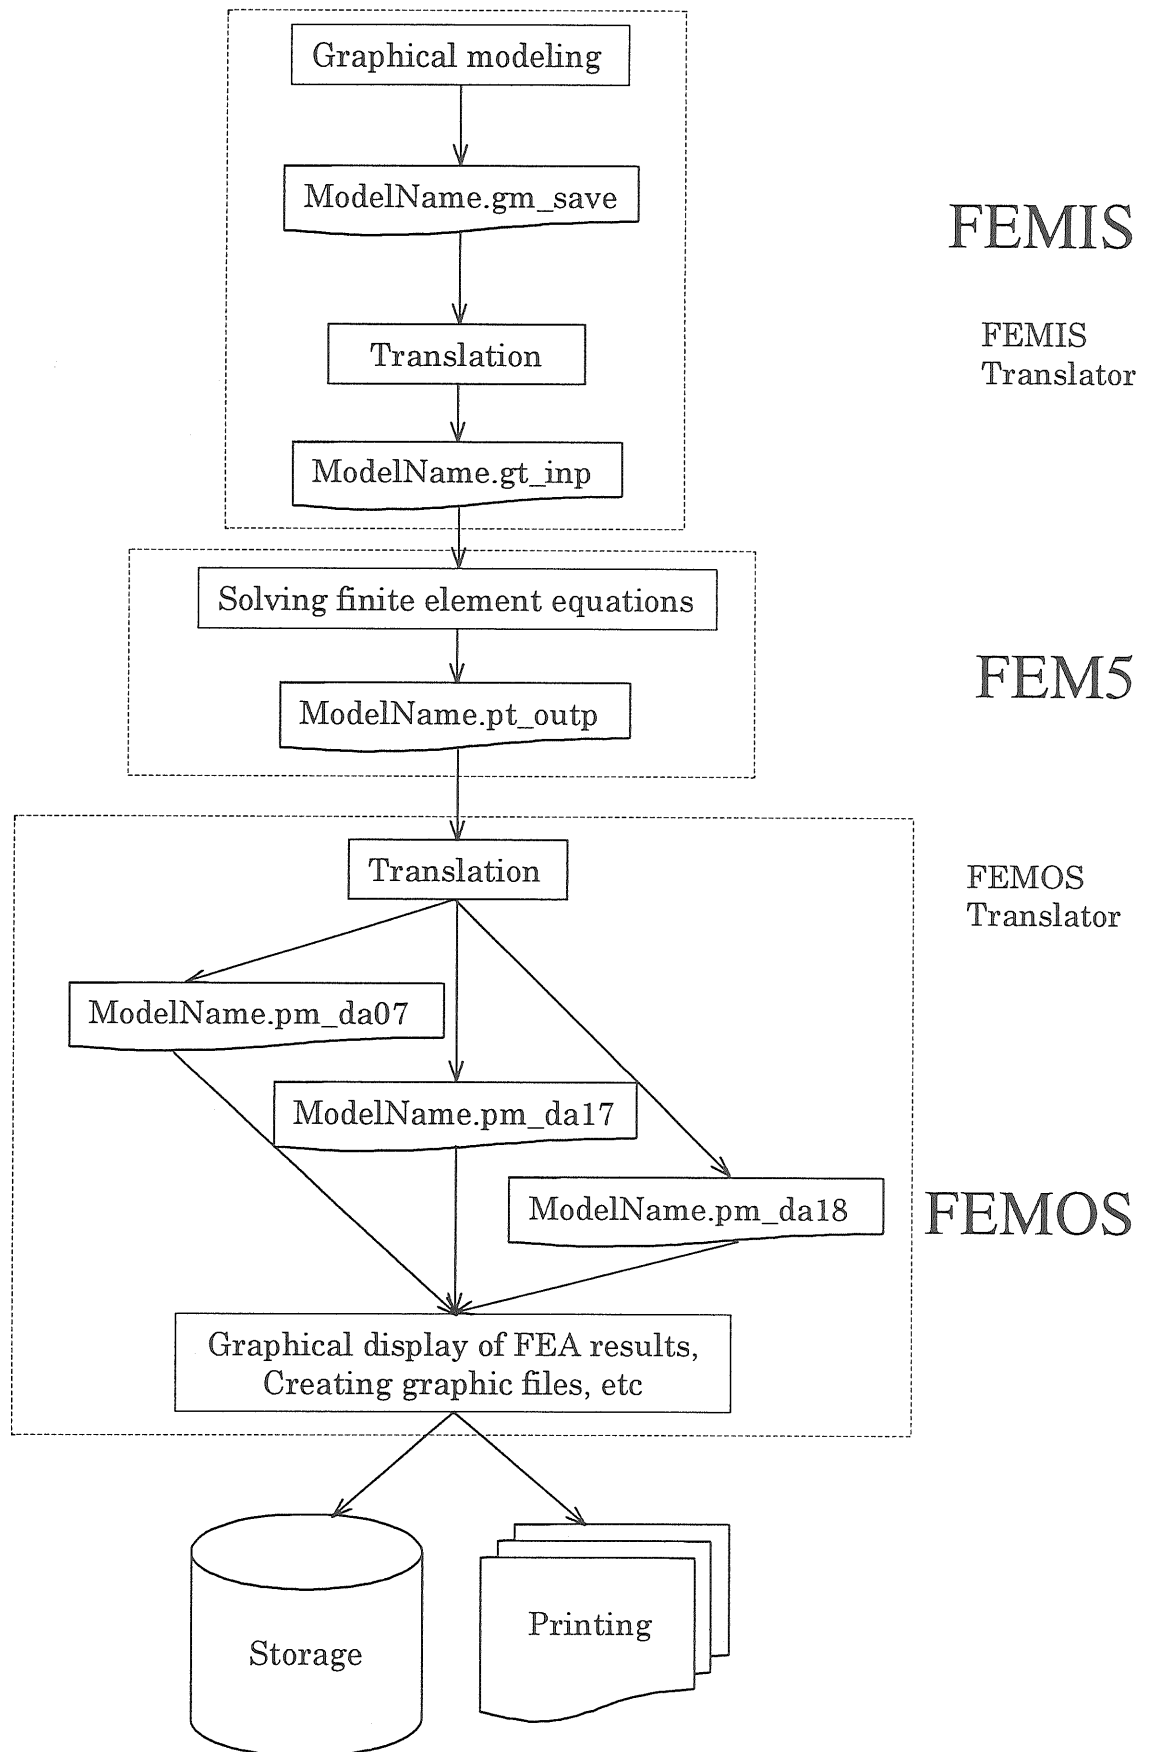 Graphical modeling
ModelName.gm_save
FEMIS
FEMIS
Translator
Translation
ModelName.gt_inp
Solving finite element equations
FEM5
ModelName.pt_outp
Translation
FEMOS
Translator
ModelName.pm_da07
ModelName.pm_da17
ModelName.pm_da18
FEMOS
Graphical display of FEA results,
Creating graphic files, etc
Printing
Storage